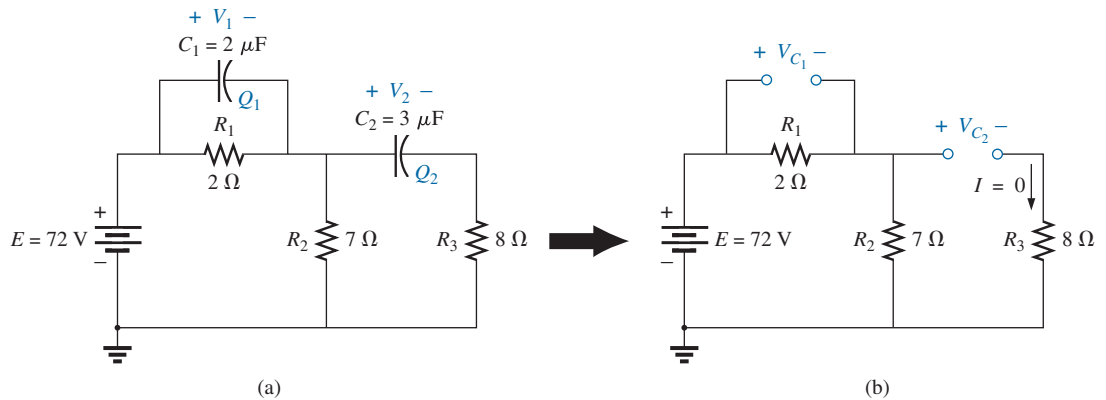 + V1 –
C1 = 2 μF
Q1
R1
2 Ω
+ V2 –
C2 = 3 μF
Q2
+
E = 72 V
–
R2
7 Ω
R3
8 Ω
(a)
+ VC1 –
R1
2 Ω
+ VC2 –
I = 0
+
E = 72 V
–
R2
7 Ω
R3
8 Ω
(b)